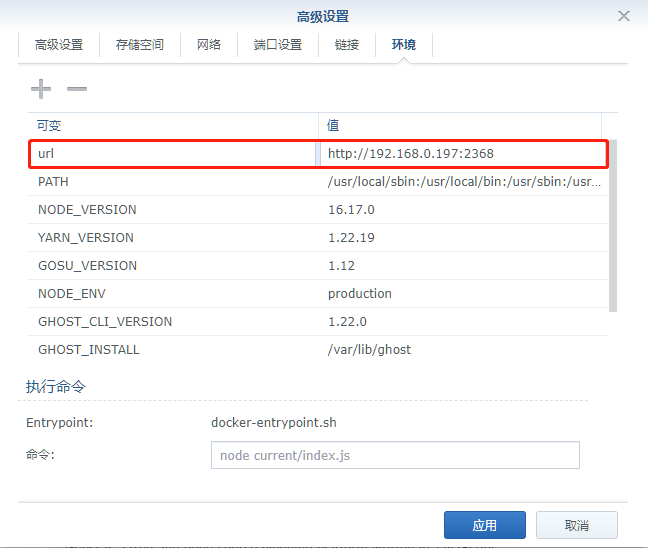 高级设置
高级设置 存储空间 网络 端口设置 链接 环境
可变 值
url http://192.168.0.197:2368
PATH /usr/local/sbin:/usr/local/bin:/usr/sbin:/usr...
NODE_VERSION 16.17.0
YARN_VERSION 1.22.19
GOSU_VERSION 1.12
NODE_ENV production
GHOST_CLI_VERSION 1.22.0
GHOST_INSTALL /var/lib/ghost
执行命令
Entrypoint: docker-entrypoint.sh
命令: node current/index.js
应用 取消